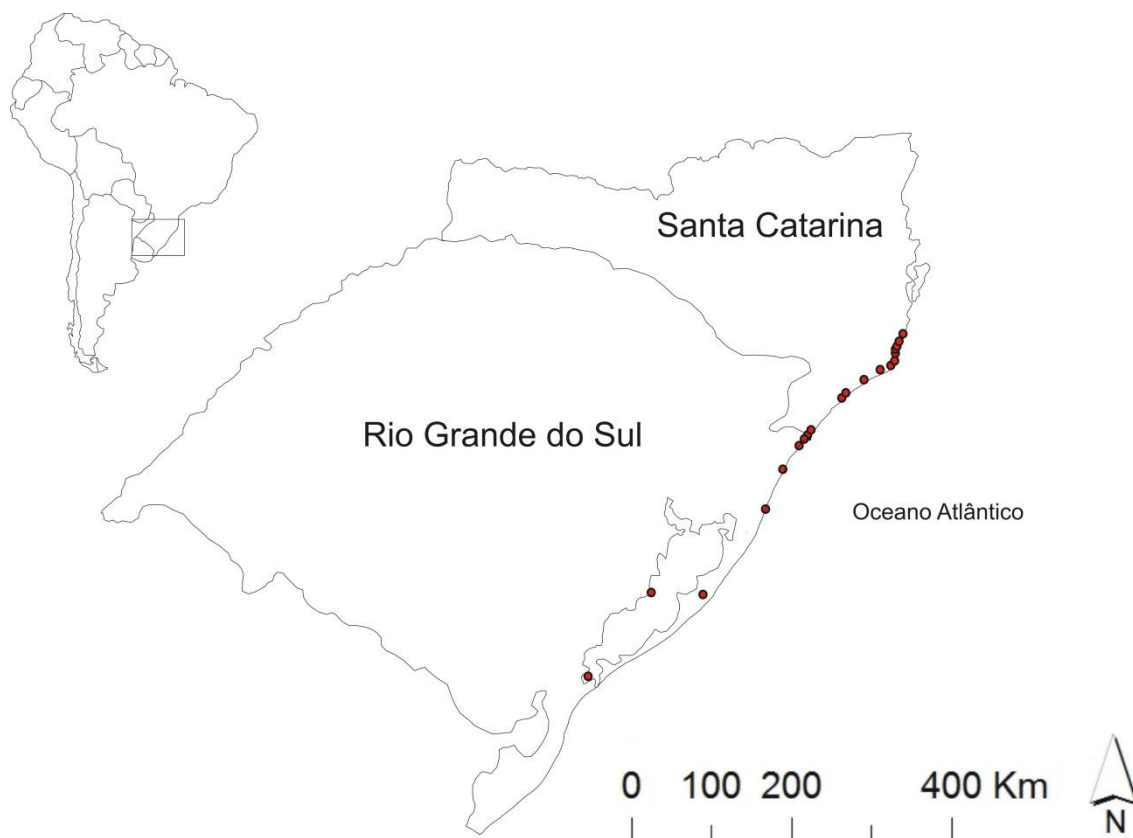 Santa Catarina
Rio Grande do Sul
Oceano Atlântico
0 100 200 400 Km
N